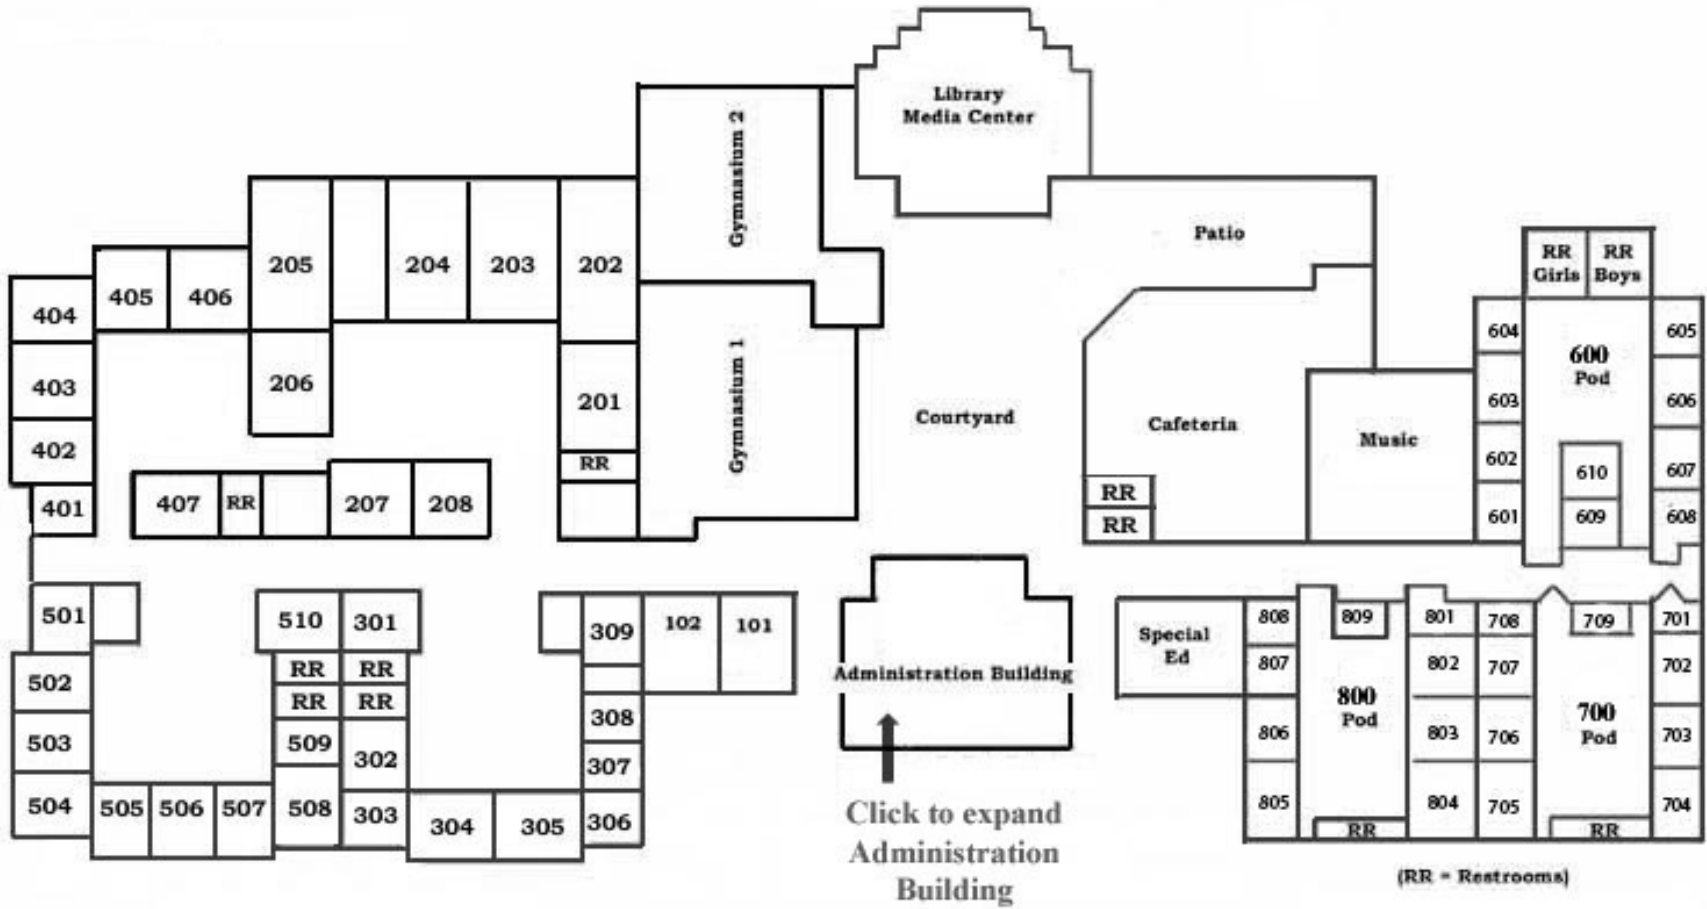 Library
Media Center
Gymnasium 2
Patio
RR
Girls
RR
Boys
205
204
203
202
405
406
404
604
605
600
Pod
206
403
201
Gymnasium 1
Courtyard
Cafeteria
Music
603
606
402
RR
602
607
610
407
RR
207
208
401
RR
RR
601
609
608
501
510
301
309
102
101
Special
Ed
808
809
801
708
709
701
RR
RR
RR
RR
502
Administration Building
807
802
707
702
800
Pod
700
Pod
503
509
302
308
307
806
803
706
703
504
505
506
507
508
303
304
305
306
Click to expand
Administration
Building
805
804
705
704
RR
RR
(RR = Restrooms)